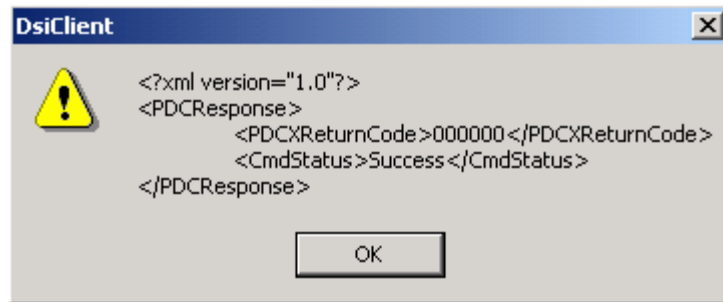 DsiClient
<?xml version="1.0"?>
<PDCResponse>
<PDCXReturnCode>000000</PDCXReturnCode>
<CmdStatus>Success</CmdStatus>
</PDCResponse>
OK